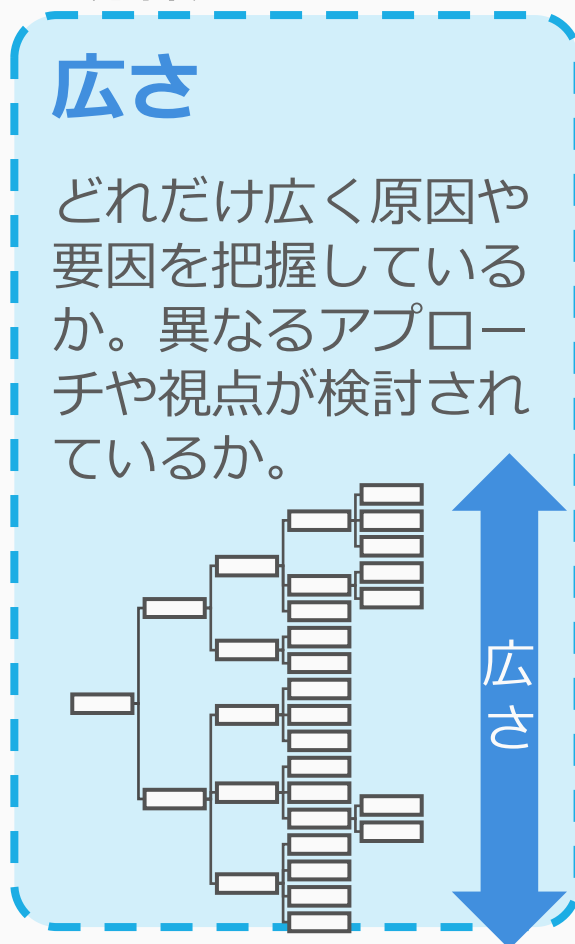 広さ
どれだけ広く原因や
要因を把握している
か。異なるアプロー
チや視点が検討され
ているか。
広さ